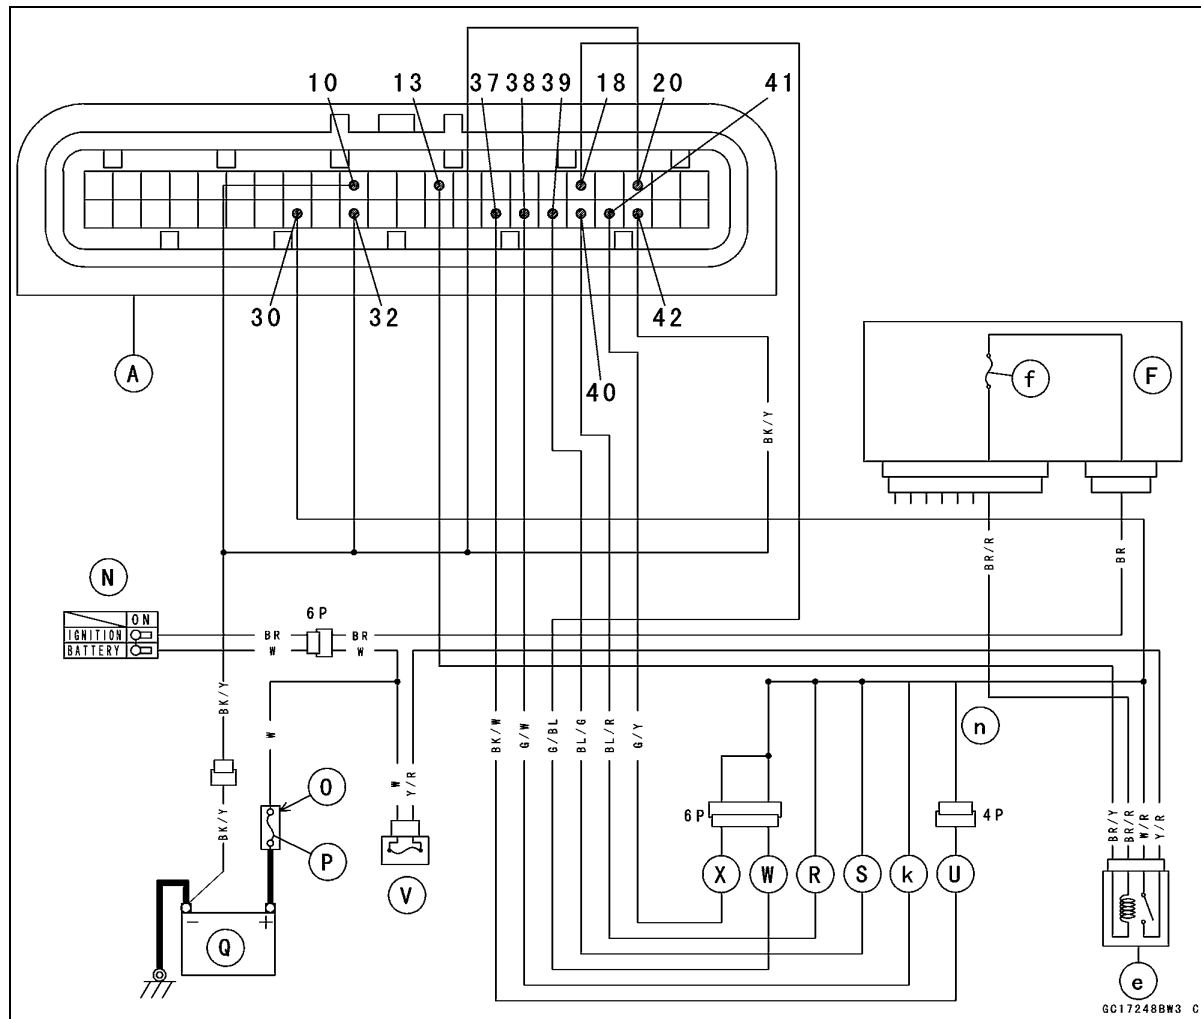 10 13 37 38 39 18 20 41
30 32 40 42
A
f F
BK/Y
BR/R BR
N
ON
IGNITION
BATTERY
6P
BR BR
W W
BK/Y W BK/W G/W G/BL BL/G BL/R G/Y
n
W Y/R
O
BK/Y
6P 4P
BR/Y BR/R W/R Y/R
P
X W R S k U
V
- +
Q
e
GC17248BW3 C